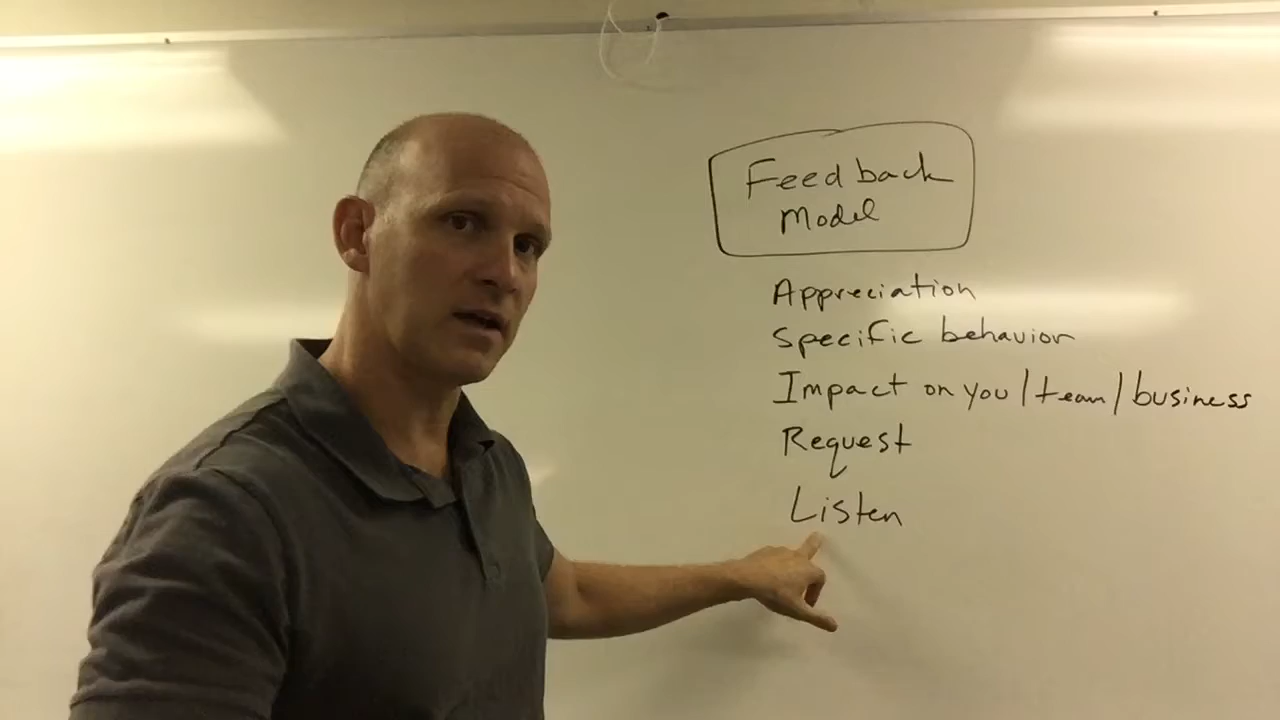 Feedback
Model
Appreciation
Specific behavior
Impact on you/team/business
Request
Listen